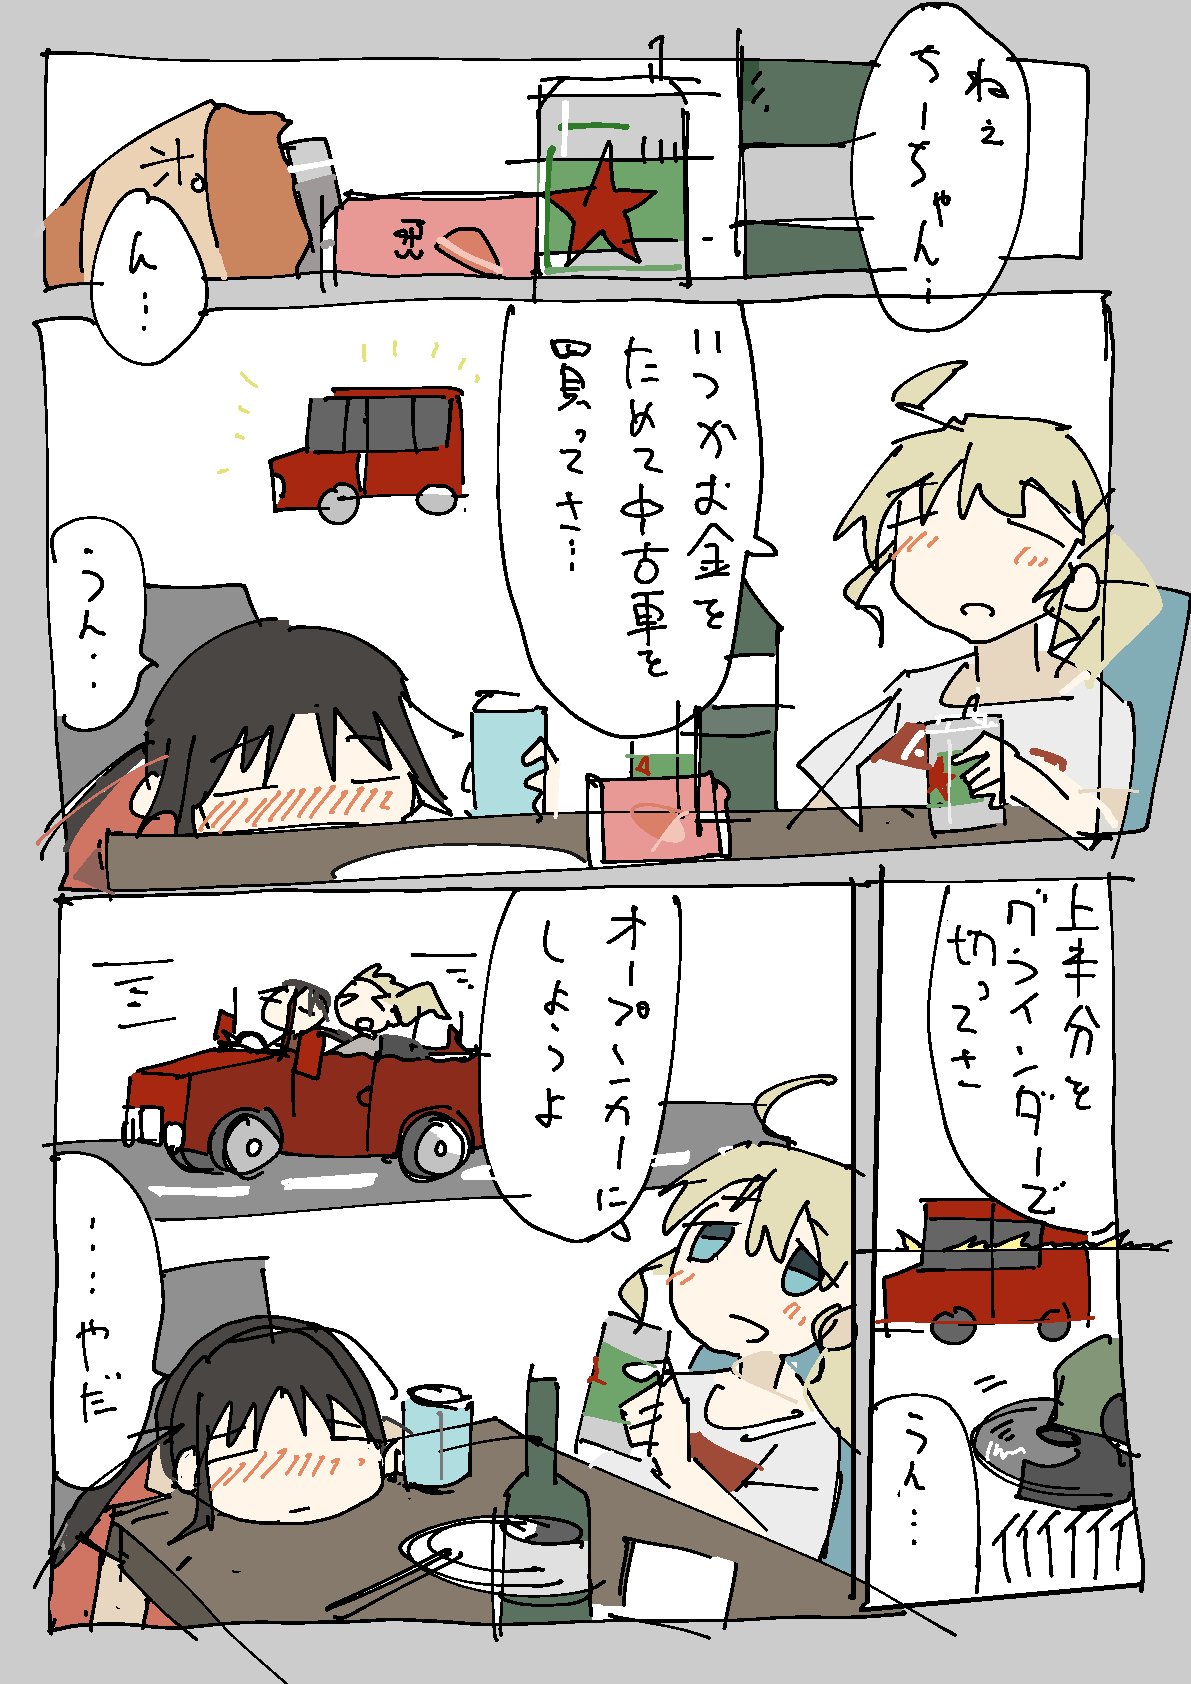 ねぇ
ちーちゃん…
米。
ん…
いつかお金を
ためて中古車を
買ってさ…
うん…
上半分を
グラインダーで
切ってさ
うん…
オープンカーに
しよーうよ
……やだ